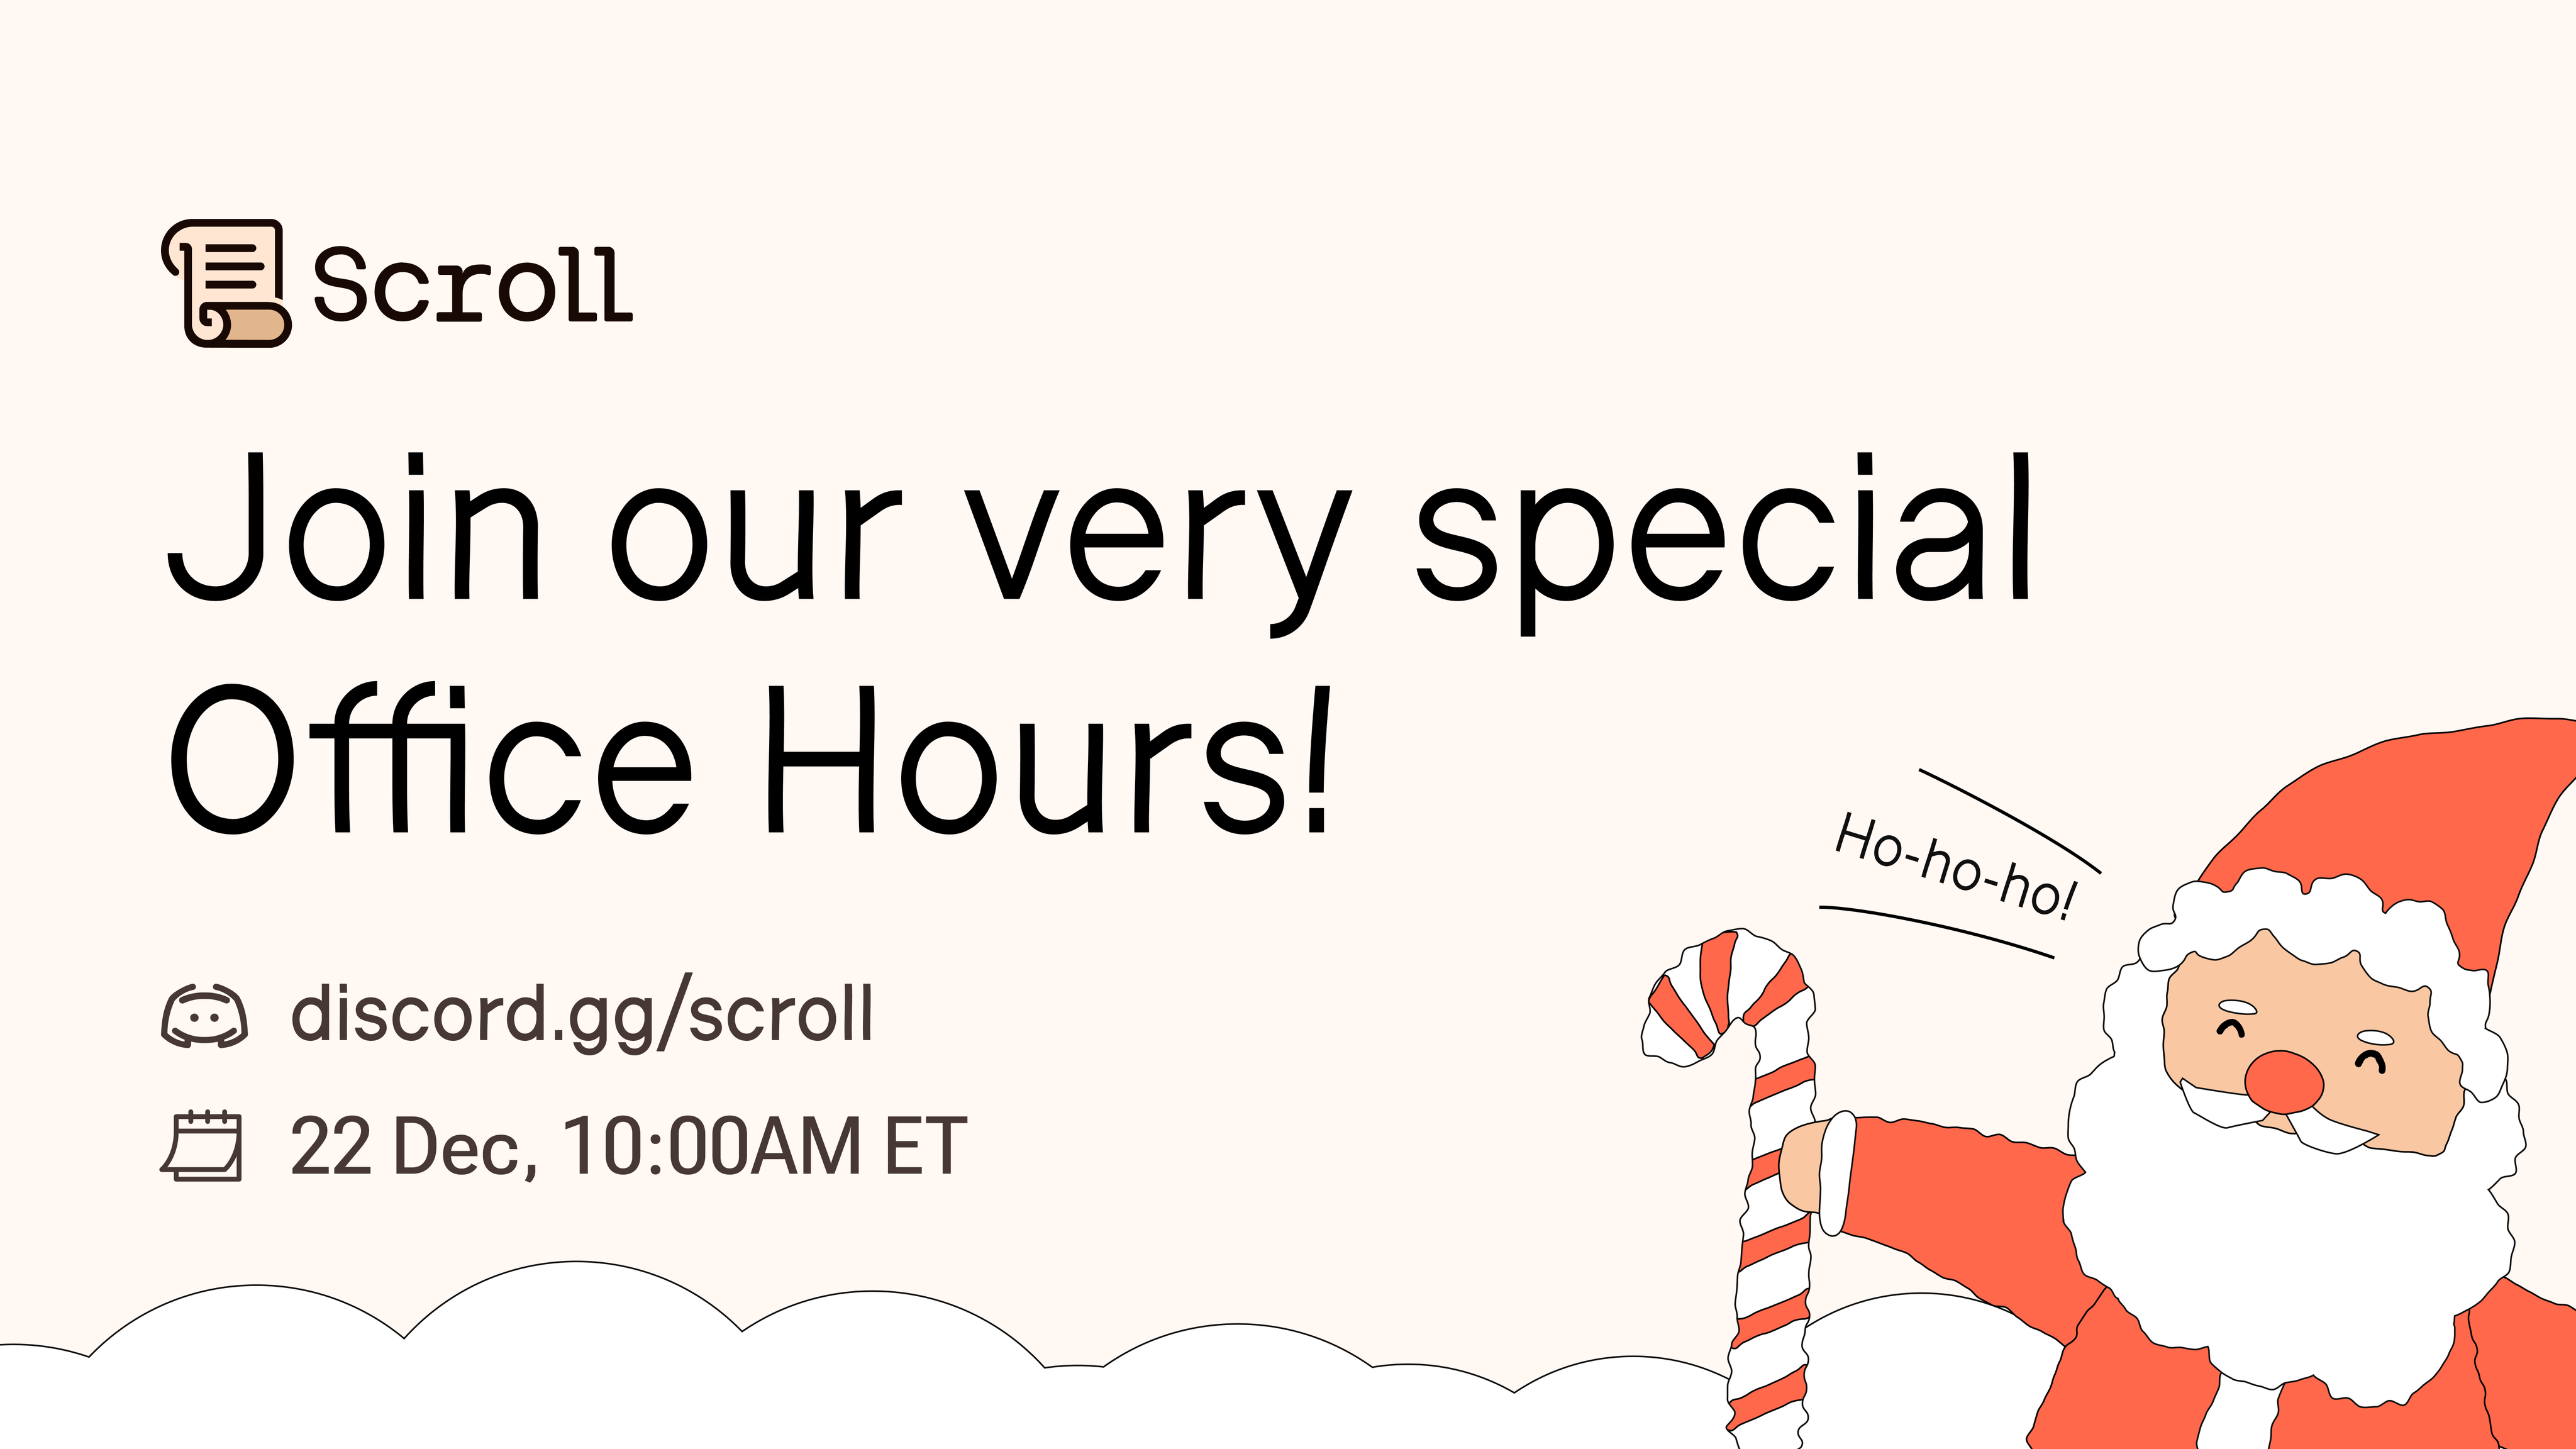 Scroll
Join our very special
Office Hours!
Ho-ho-ho!
discord.gg/scroll
22 Dec, 10:00AM ET